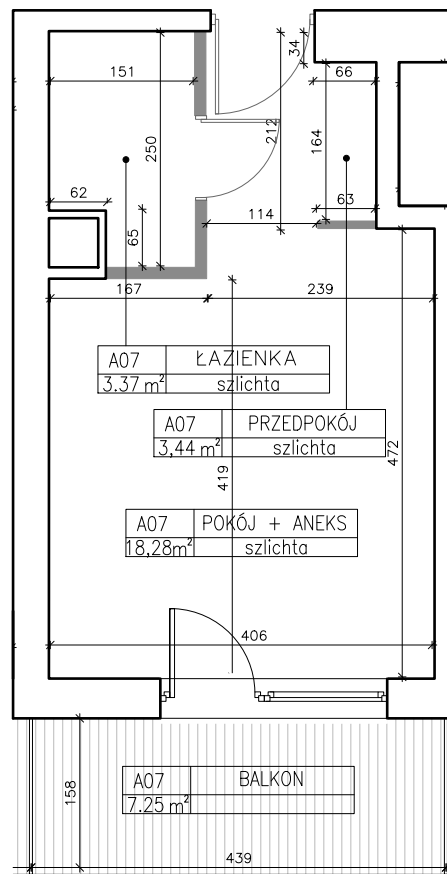 34
151
66
212
250
164
62
63
65
114
167
239
A07 ŁAZIENKA
3.37 m² szlichta
A07 PRZEDPOKÓJ
3,44 m² szlichta
472
419
A07 POKÓJ + ANEKS
18,28m² szlichta
406
A07 BALKON
7.25 m²
158
439